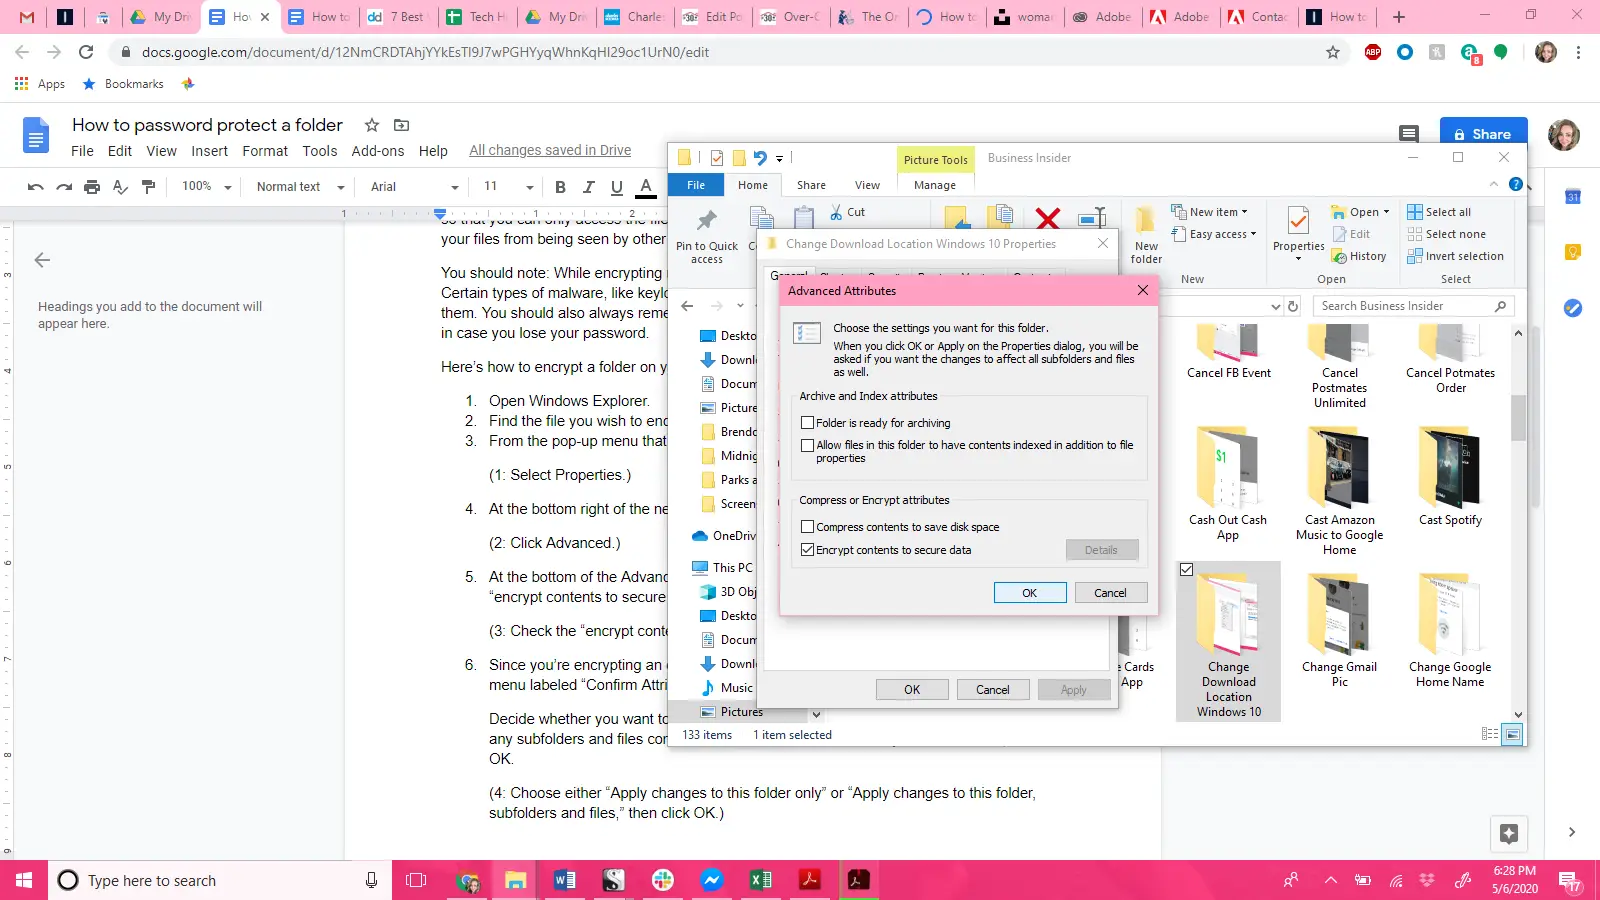 My Dri
Hov
How to
7 Best
Tech H
My Dri
Charle
Edit Po
Over-C
The O
How to
woma
Adobe
Adobe
Contac
How to
docs.google.com/document/d/12NmCRDTAhjYYkEsTI9J7wPGHYyqWhnKqHI29oc1UrN0/edit
ABP
8
Apps
Bookmarks
How to password protect a folder
Share
File Edit View Insert Format Tools Add-ons Help All changes saved in Drive
100% Normal text Arial 11 B I U A
Headings you add to the document will
appear here.
your files from being seen by other
You should note: While encrypting
Certain types of malware, like keylo
them. You should also always reme
in case you lose your password.
Here's how to encrypt a folder on y
1. Open Windows Explorer.
2. Find the file you wish to enc
3. From the pop-up menu that
(1: Select Properties.)
4. At the bottom right of the ne
(2: Click Advanced.)
5. At the bottom of the Advanc
“encrypt contents to secure
(3: Check the “encrypt conte
6. Since you're encrypting an
menu labeled “Confirm Attri
Decide whether you want to
any subfolders and files con
OK.
(4: Choose either “Apply changes to this folder only” or “Apply changes to this folder,
subfolders and files,” then click OK.)
Picture Tools
Business Insider
File Home Share View Manage
Pin to Quick
access
Cut
New
folder
New item
Easy access
New
Properties
Open
Edit
History
Open
Select all
Select none
Invert selection
Select
Search Business Insider
Deskto
Downl
Docum
Picture
Brendo
Midnig
Parks a
Screen
OneDriv
This PC
3D Obj
Deskto
Docum
Downl
Music
Pictures
133 items 1 item selected
Change Download Location Windows 10 Properties
General
OK Cancel Apply
Advanced Attributes
Choose the settings you want for this folder.
When you click OK or Apply on the Properties dialog, you will be
asked if you want the changes to affect all subfolders and files
as well.
Archive and Index attributes
Folder is ready for archiving
Allow files in this folder to have contents indexed in addition to file
properties
Compress or Encrypt attributes
Compress contents to save disk space
Encrypt contents to secure data
Details
OK Cancel
Cancel FB Event
Cancel
Postmates
Unlimited
Cancel Potmates
Order
Cash Out Cash
App
Cast Amazon
Music to Google
Home
Cast Spotify
e Cards
App
Change
Download
Location
Windows 10
Change Gmail
Pic
Change Google
Home Name
Type here to search
6:28 PM
5/6/2020
17